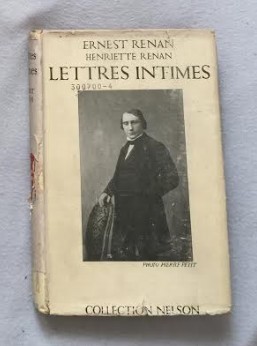 ERNEST RENAN
HENRIETTE RENAN
LETTRES INTIMES
PHOTO PIERRE PETIT
COLLECTION NELSON